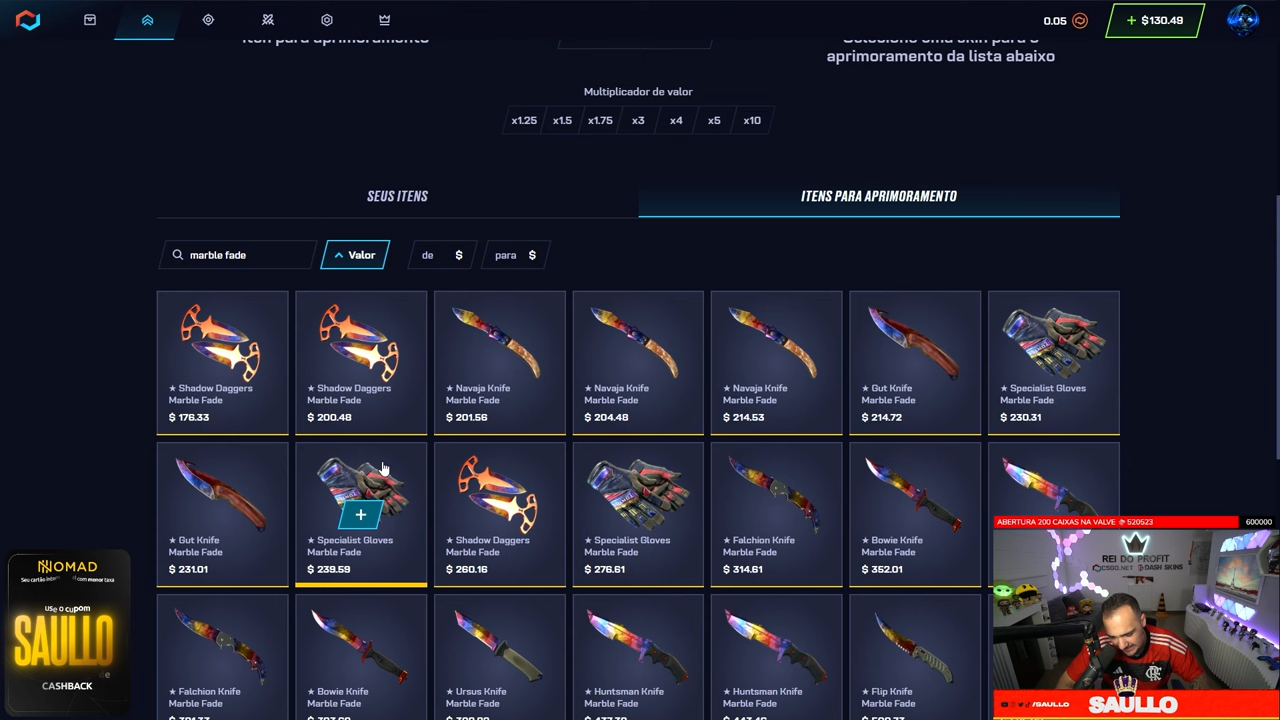 0.05
+ $130.49
Item para aprimoramento
Selecione uma skin para o
aprimoramento da lista abaixo
Multiplicador de valor
x1.25 x1.5 x1.75 x3 x4 x5 x10
SEUS ITENS
ITENS PARA APRIMORAMENTO
marble fade
Valor
de $
para $
★ Shadow Daggers
Marble Fade
$ 176.33
★ Shadow Daggers
Marble Fade
$ 200.48
★ Navaja Knife
Marble Fade
$ 201.56
★ Navaja Knife
Marble Fade
$ 204.48
★ Navaja Knife
Marble Fade
$ 214.53
★ Gut Knife
Marble Fade
$ 214.72
★ Specialist Gloves
Marble Fade
$ 230.31
★ Gut Knife
Marble Fade
$ 231.01
+
★ Specialist Gloves
Marble Fade
$ 239.59
★ Shadow Daggers
Marble Fade
$ 260.16
★ Specialist Gloves
Marble Fade
$ 276.61
★ Falchion Knife
Marble Fade
$ 314.61
★ Bowie Knife
Marble Fade
$ 352.01
★ Falchion Knife
Marble Fade
★ Bowie Knife
Marble Fade
★ Ursus Knife
Marble Fade
★ Huntsman Knife
Marble Fade
★ Huntsman Knife
Marble Fade
★ Flip Knife
Marble Fade
NOMAD
use o cupom
SAULLO
CASHBACK
ABERTURA 200 CAIXAS NA VALVE
520523
600000
REI DO PROFIT
CSGO.NET
DASH SKINS
/SAULLO
SAULLO